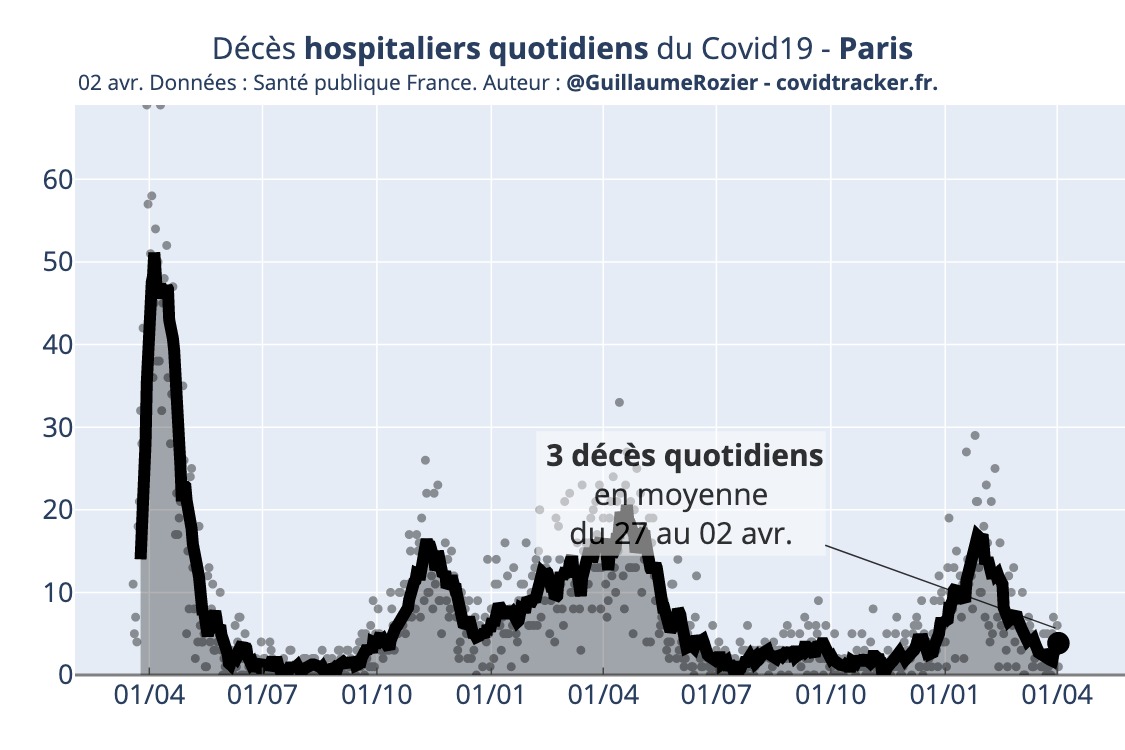 Décès hospitaliers quotidiens du Covid19 - Paris
02 avr. Données : Santé publique France. Auteur : @GuillaumeRozier - covidtracker.fr.
60
50
40
30
3 décès quotidiens
en moyenne
20
du 27 au 02 avr.
10
0
01/04 01/07 01/10 01/01 01/04 01/07 01/10 01/01 01/04